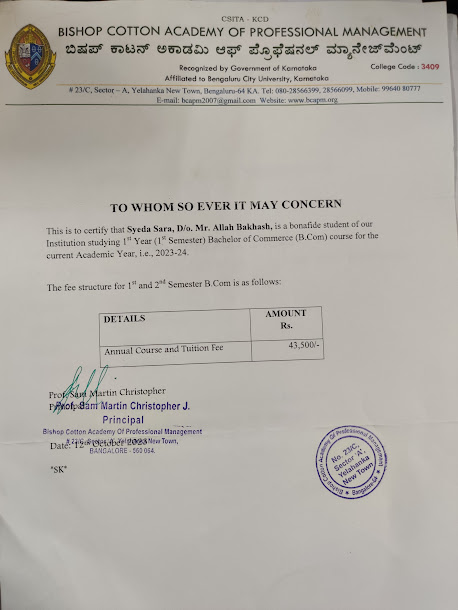 CSITA - KCD
BISHOP COTTON ACADEMY OF PROFESSIONAL MANAGEMENT
ಬಿಷಪ್ ಕಾಟನ್ ಅಕಾಡಮಿ ಆಫ್ ಪ್ರೊಫೆಷನಲ್ ಮ್ಯಾನೇಜ್‌ಮೆಂಟ್
Recognized by Government of Karnataka
College Code : 3409
Affiliated to Bengaluru City University, Karnataka
# 23/C, Sector – A, Yelahanka New Town, Bengaluru-64 KA. Tel: 080-28566399, 28566099, Mobile: 99640 80777
E-mail: bcapm2007@gmail.com Website: www.bcapm.org
TO WHOM SO EVER IT MAY CONCERN
This is to certify that Syeda Sara, D/o. Mr. Allah Bakhash, is a bonafide student of our
Institution studying 1st Year (1st Semester) Bachelor of Commerce (B.Com) course for the
current Academic Year, i.e., 2023-24.
The fee structure for 1st and 2nd Semester B.Com is as follows:
DETAILS AMOUNT
Rs.
Annual Course and Tuition Fee 43,500/-
Prof. Sam Martin Christopher
Prof. Sam Martin Christopher J.
Principal
Bishop Cotton Academy Of Professional Management
# 23/C, Sector 'A', Yelahanka New Town,
BANGALORE - 560 064.
Date: 12th October 2023
"SK"
Bishop Cotton Academy Of Professional Management
Bangalore-64
No. 23/C,
Sector 'A',
Yelahanka
New Town